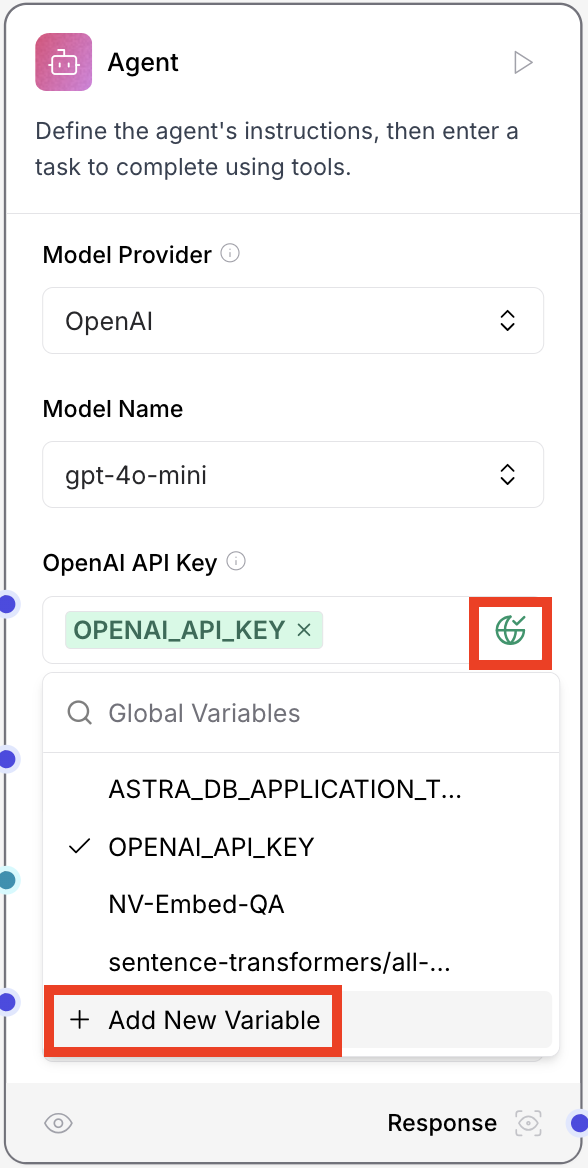 Agent
Define the agent's instructions, then enter a
task to complete using tools.
Model Provider
OpenAI
Model Name
gpt-4o-mini
OpenAI API Key
OPENAI_API_KEY ×
Global Variables
ASTRA_DB_APPLICATION_T...
OPENAI_API_KEY
NV-Embed-QA
sentence-transformers/all-...
+ Add New Variable
Response